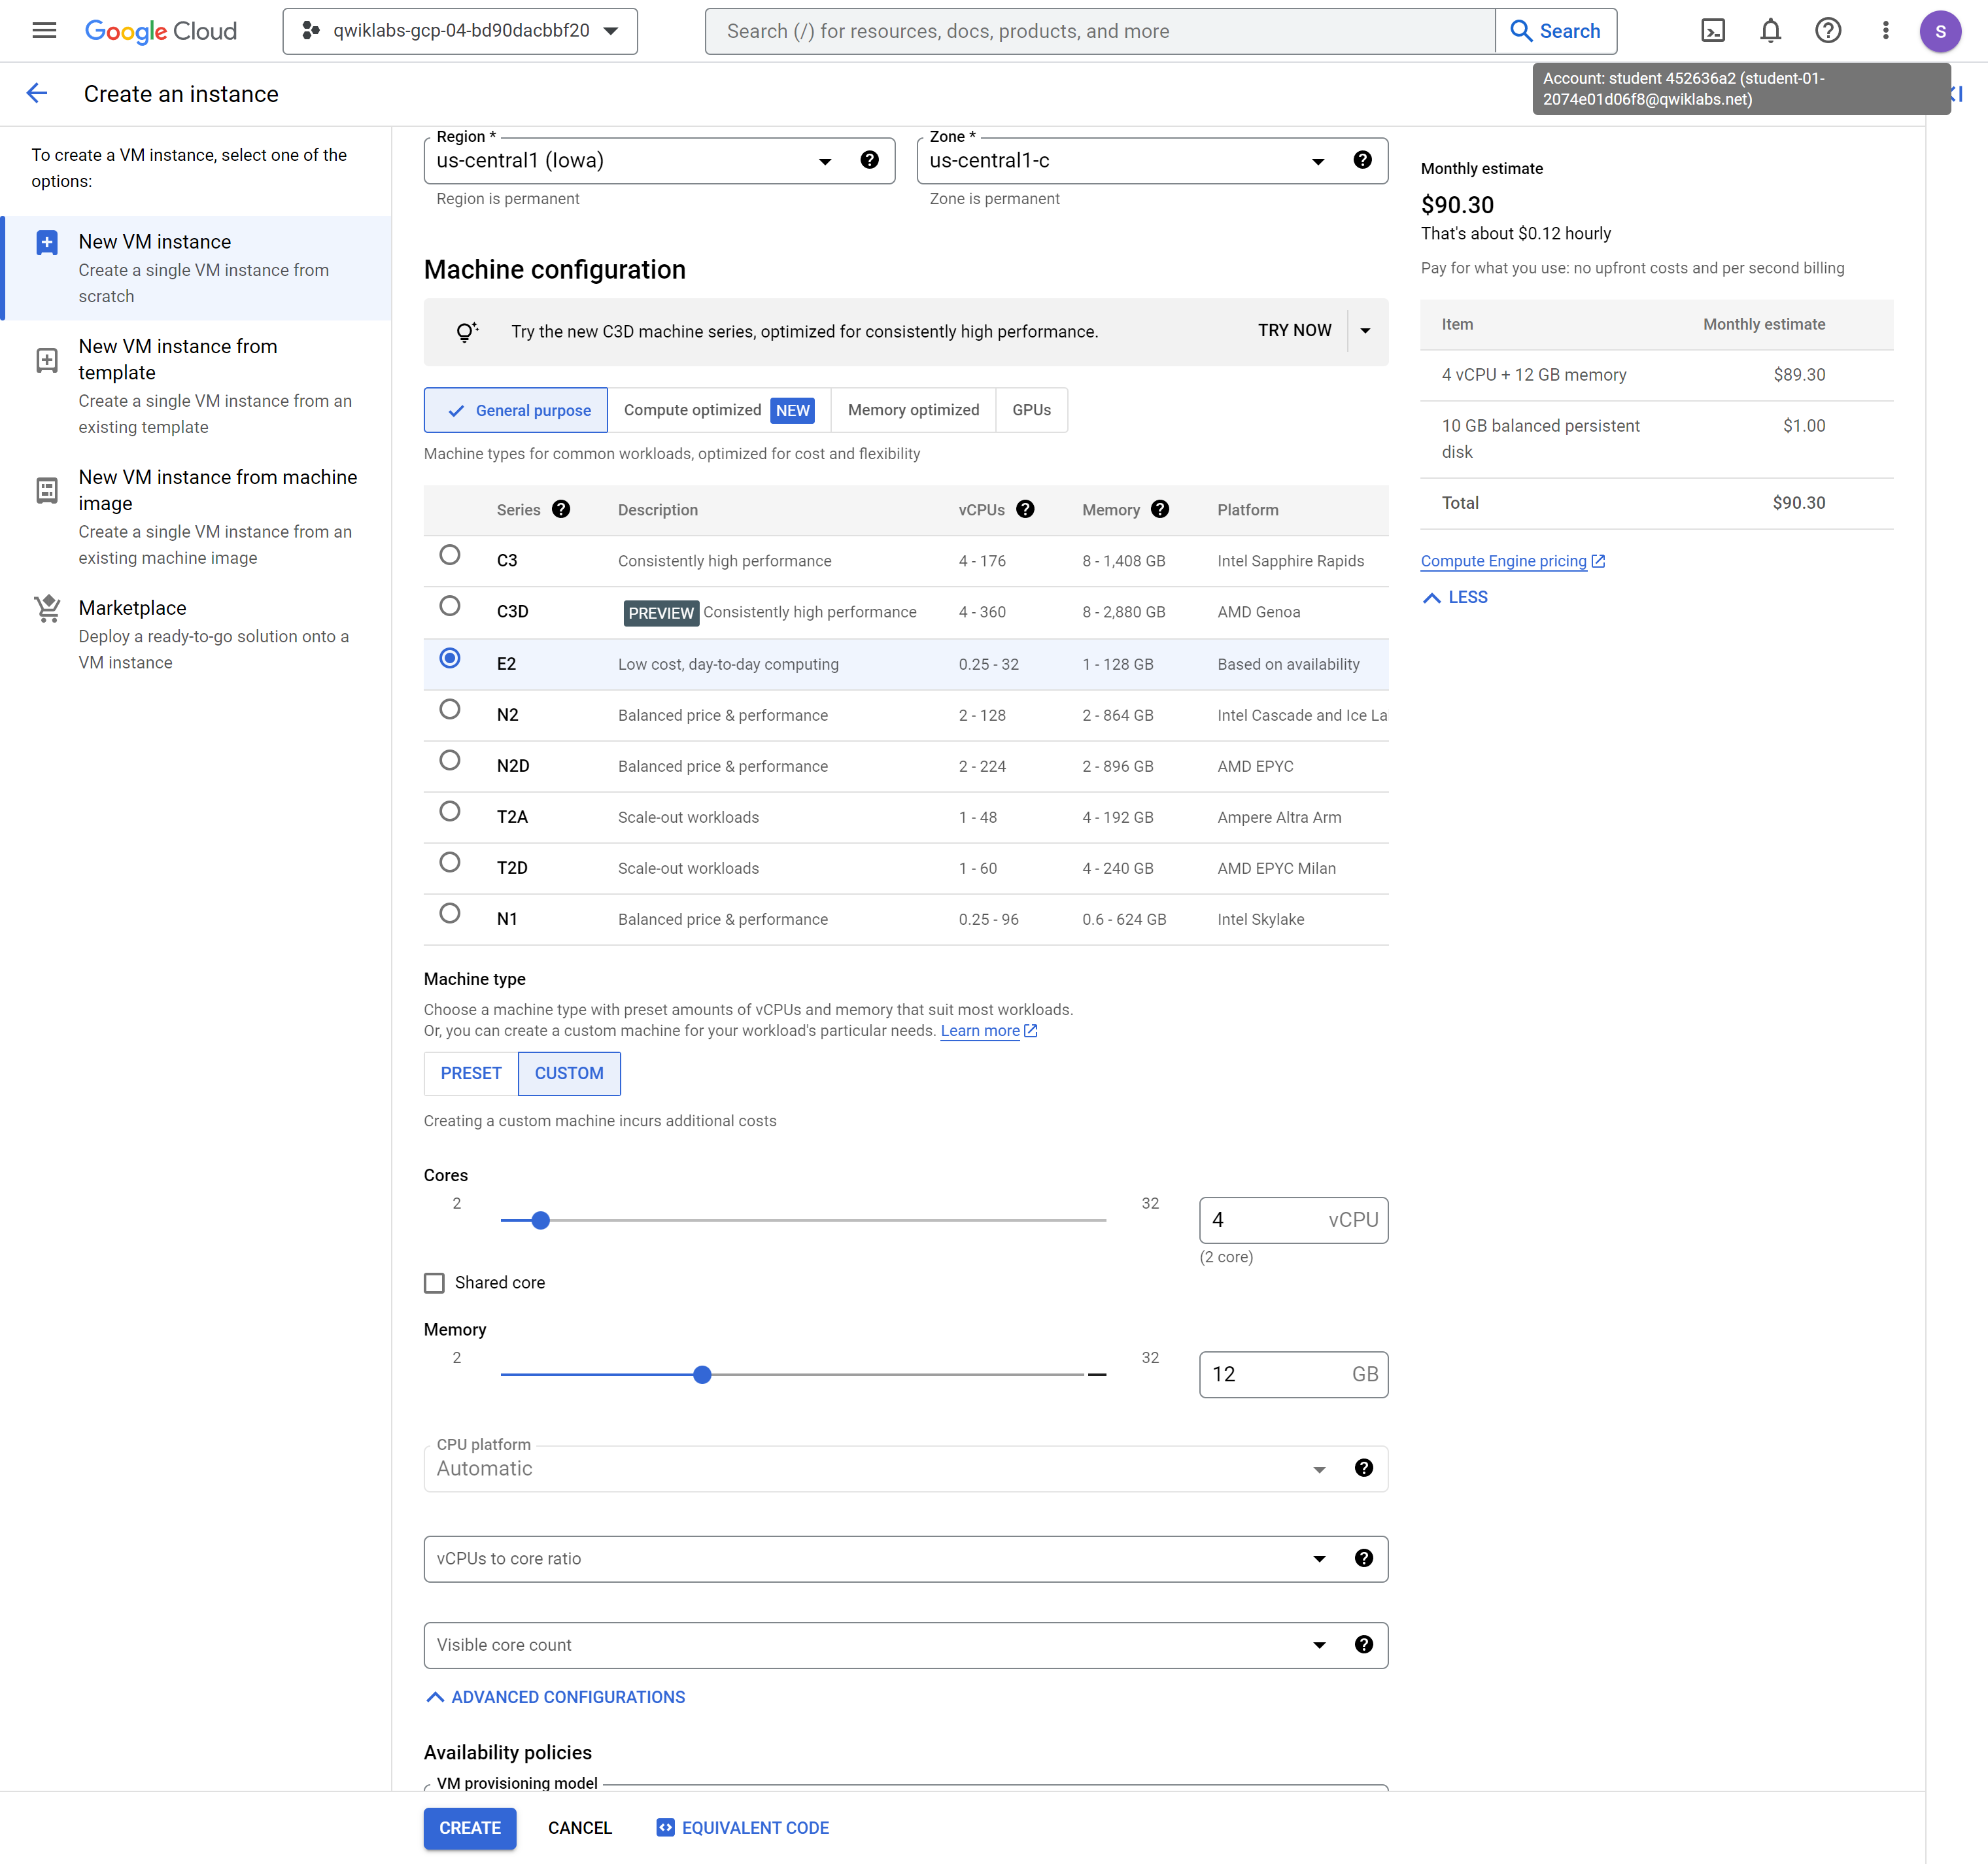 Google Cloud
qwiklabs-gcp-04-bd90dacbbf20
Search (/) for resources, docs, products, and more
Search
S
Create an instance
Account: student 452636a2 (student-01-
2074e01d06f8@qwiklabs.net)
To create a VM instance, select one of the
options:
New VM instance
Create a single VM instance from
scratch
New VM instance from
template
Create a single VM instance from an
existing template
New VM instance from machine
image
Create a single VM instance from an
existing machine image
Marketplace
Deploy a ready-to-go solution onto a
VM instance
Region *
us-central1 (Iowa)
Region is permanent
Zone *
us-central1-c
Zone is permanent
Machine configuration
Try the new C3D machine series, optimized for consistently high performance.
TRY NOW
General purpose
Compute optimized NEW
Memory optimized
GPUs
Machine types for common workloads, optimized for cost and flexibility
Series Description vCPUs Memory Platform
C3 Consistently high performance 4 - 176 8 - 1,408 GB Intel Sapphire Rapids
C3D PREVIEW Consistently high performance 4 - 360 8 - 2,880 GB AMD Genoa
E2 Low cost, day-to-day computing 0.25 - 32 1 - 128 GB Based on availability
N2 Balanced price & performance 2 - 128 2 - 864 GB Intel Cascade and Ice La
N2D Balanced price & performance 2 - 224 2 - 896 GB AMD EPYC
T2A Scale-out workloads 1 - 48 4 - 192 GB Ampere Altra Arm
T2D Scale-out workloads 1 - 60 4 - 240 GB AMD EPYC Milan
N1 Balanced price & performance 0.25 - 96 0.6 - 624 GB Intel Skylake
Machine type
Choose a machine type with preset amounts of vCPUs and memory that suit most workloads.
Or, you can create a custom machine for your workload's particular needs. Learn more
PRESET
CUSTOM
Creating a custom machine incurs additional costs
Cores
2
32
4 vCPU
(2 core)
Shared core
Memory
2
32
12 GB
CPU platform
Automatic
vCPUs to core ratio
Visible core count
ADVANCED CONFIGURATIONS
Availability policies
VM provisioning model
CREATE
CANCEL
EQUIVALENT CODE
Monthly estimate
$90.30
That's about $0.12 hourly
Pay for what you use: no upfront costs and per second billing
Item Monthly estimate
4 vCPU + 12 GB memory $89.30
10 GB balanced persistent $1.00
disk
Total $90.30
Compute Engine pricing
LESS